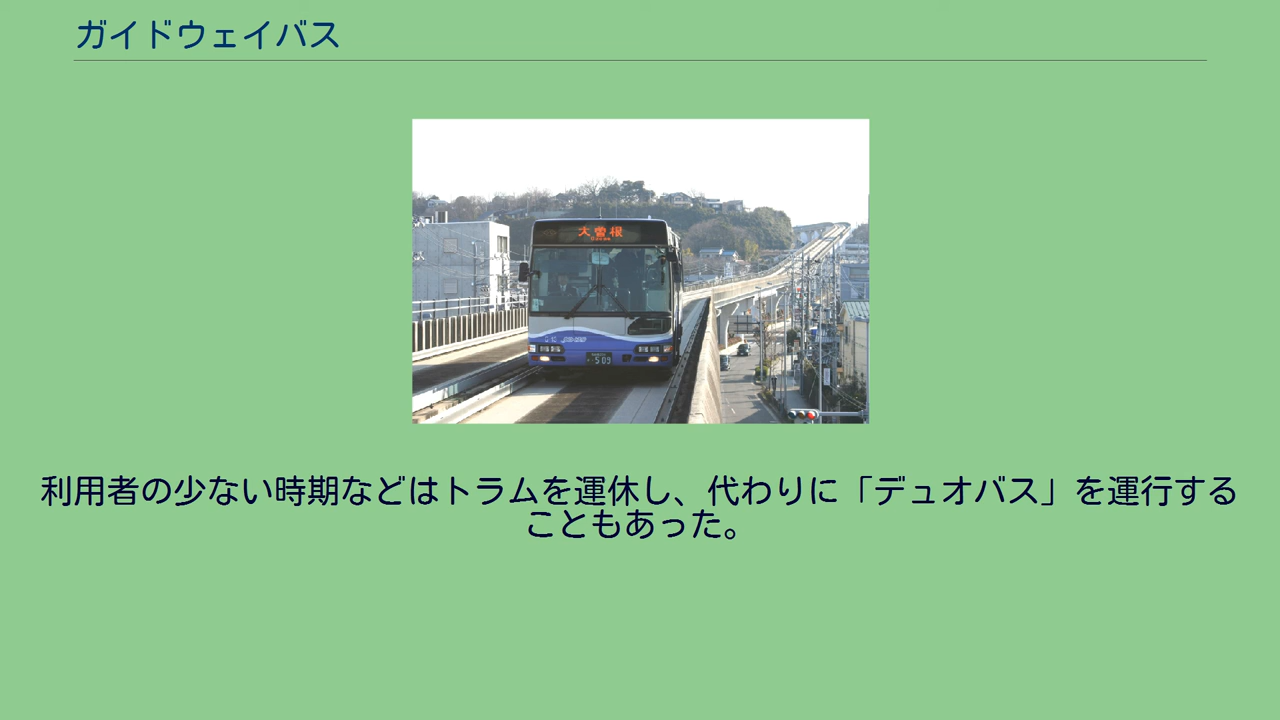 ガイドウェイバス
大曽根
・509
利用者の少ない時期などはトラムを運休し、代わりに「デュオバス」を運行する
こともあった。